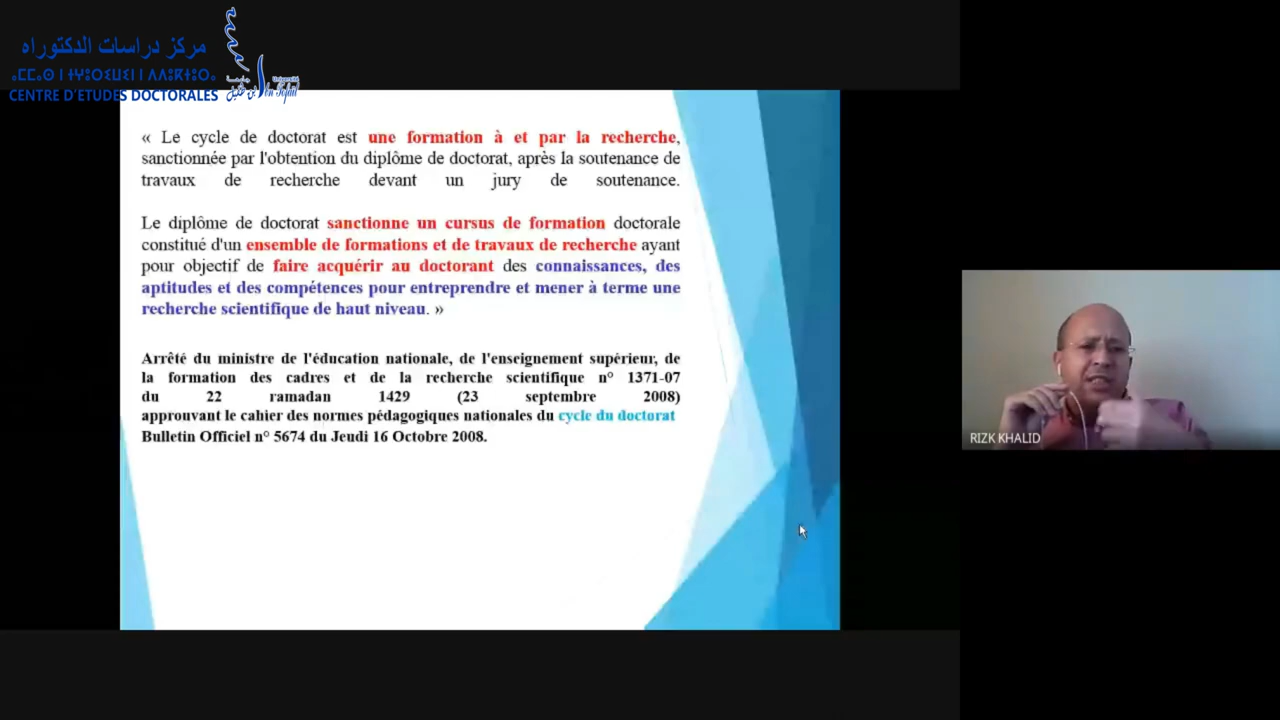 مركز دراسات الدكتوراه
CENTRE D'ETUDES DOCTORALES
Université
Ibn Tofail
« Le cycle de doctorat est une formation à et par la recherche,
sanctionnée par l'obtention du diplôme de doctorat, après la soutenance de
travaux de recherche devant un jury de soutenance.
Le diplôme de doctorat sanctionne un cursus de formation doctorale
constitué d'un ensemble de formations et de travaux de recherche ayant
pour objectif de faire acquérir au doctorant des connaissances, des
aptitudes et des compétences pour entreprendre et mener à terme une
recherche scientifique de haut niveau. »
Arrêté du ministre de l'éducation nationale, de l'enseignement supérieur, de
la formation des cadres et de la recherche scientifique n° 1371-07
du 22 ramadan 1429 (23 septembre 2008)
approuvant le cahier des normes pédagogiques nationales du cycle du doctorat
Bulletin Officiel n° 5674 du Jeudi 16 Octobre 2008.
RIZK KHALID